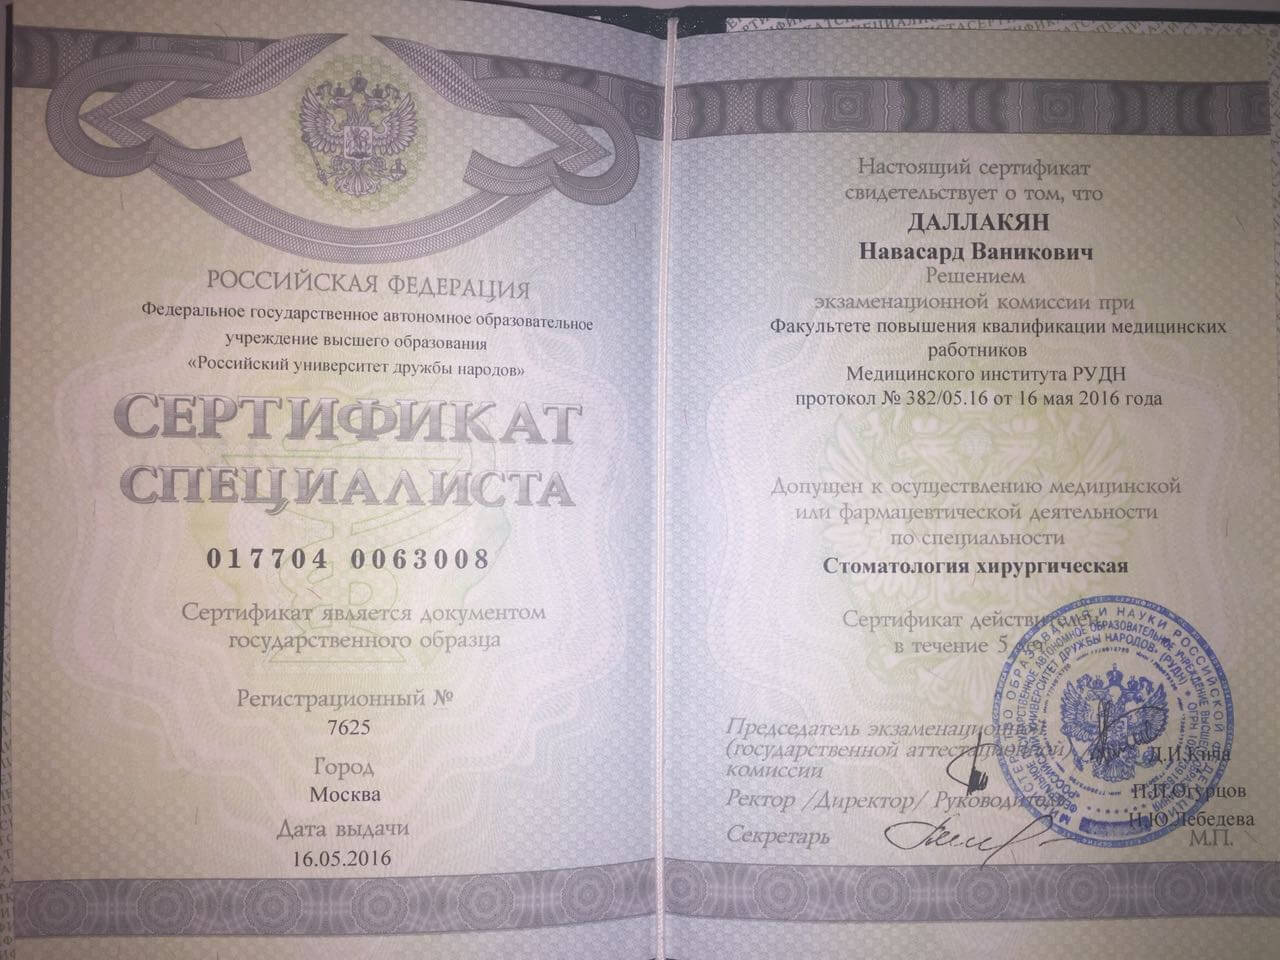 РОССИЙСКАЯ ФЕДЕРАЦИЯ
Федеральное государственное автономное образовательное
учреждение высшего образования
«Российский университет дружбы народов»
СЕРТИФИКАТ
СПЕЦИАЛИСТА
017704 0063008
Сертификат является документом
государственного образца
Регистрационный №
7625
Город
Москва
Дата выдачи
16.05.2016
Настоящий сертификат
свидетельствует о том, что
ДАЛЛАКЯН
Навасард Ваникович
Решением
экзаменационной комиссии при
Факультете повышения квалификации медицинских
работников
Медицинского института РУДН
протокол № 382/05.16 от 16 мая 2016 года
Допущен к осуществлению медицинской
или фармацевтической деятельности
по специальности
Стоматология хирургическая
Сертификат действителен
в течение 5
Председатель экзаменационной
(государственной аттестационной)
комиссии
Д.И.Кича
Ректор /Директор/ Руководитель
П.П.Огурцов
Н.Ю.Лебедева
Секретарь
М.П.